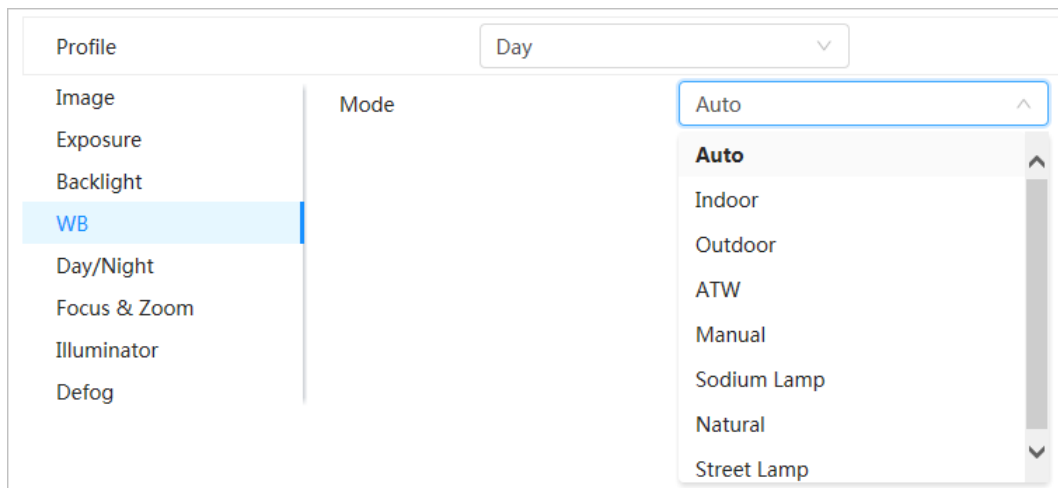 Profile
Day
Image
Mode
Auto
Exposure
Backlight
WB
Day/Night
Focus & Zoom
Illuminator
Defog
Auto
Indoor
Outdoor
ATW
Manual
Sodium Lamp
Natural
Street Lamp